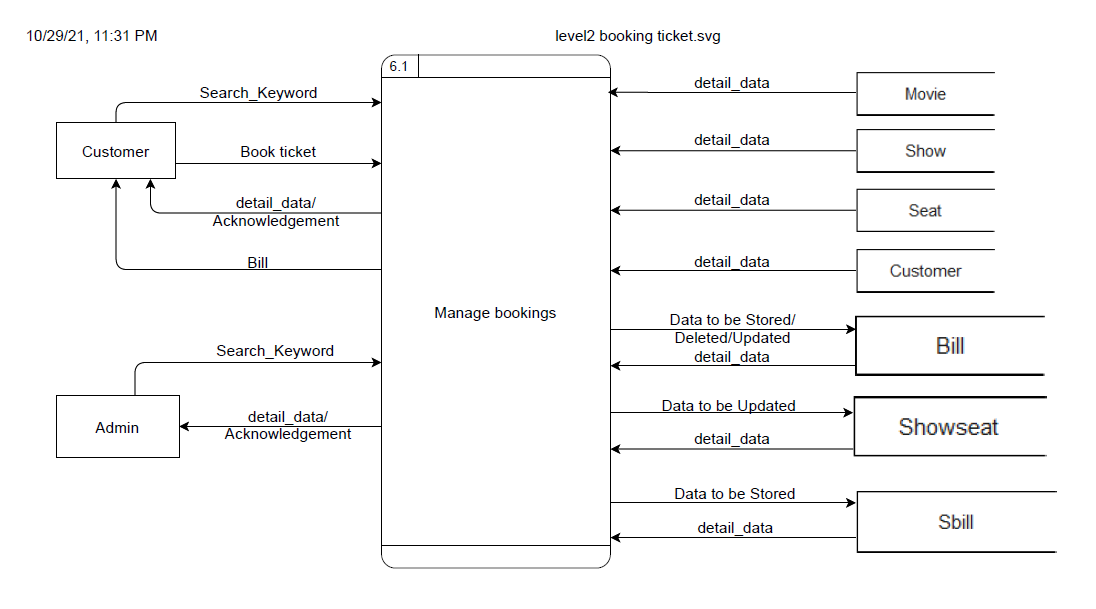 10/29/21, 11:31 PM
level2 booking ticket.svg
6.1
Search_Keyword
Customer
Book ticket
detail_data/
Acknowledgement
Bill
Search_Keyword
Admin
detail_data/
Acknowledgement
Manage bookings
detail_data
Movie
detail_data
Show
detail_data
Seat
detail_data
Customer
Data to be Stored/
Deleted/Updated
detail_data
Bill
Data to be Updated
detail_data
Showseat
Data to be Stored
detail_data
Sbill